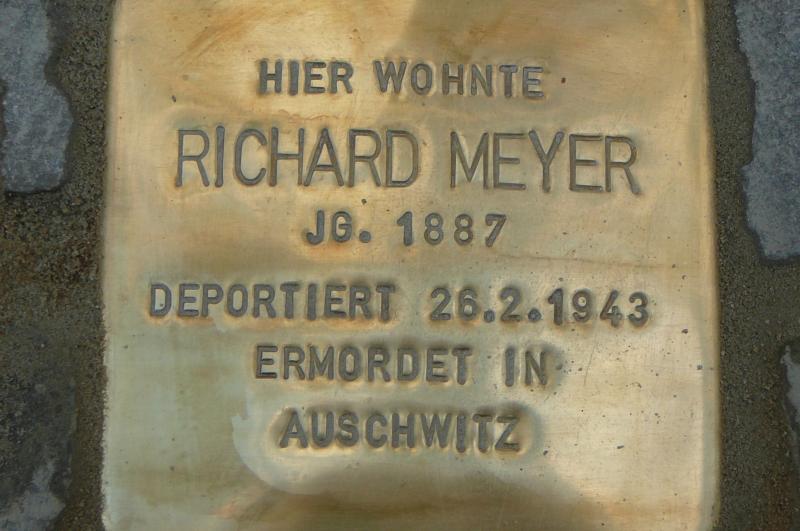 HIER WOHNTE
RICHARD MEYER
JG. 1887
DEPORTIERT 26.2.1943
ERMORDET IN
AUSCHWITZ